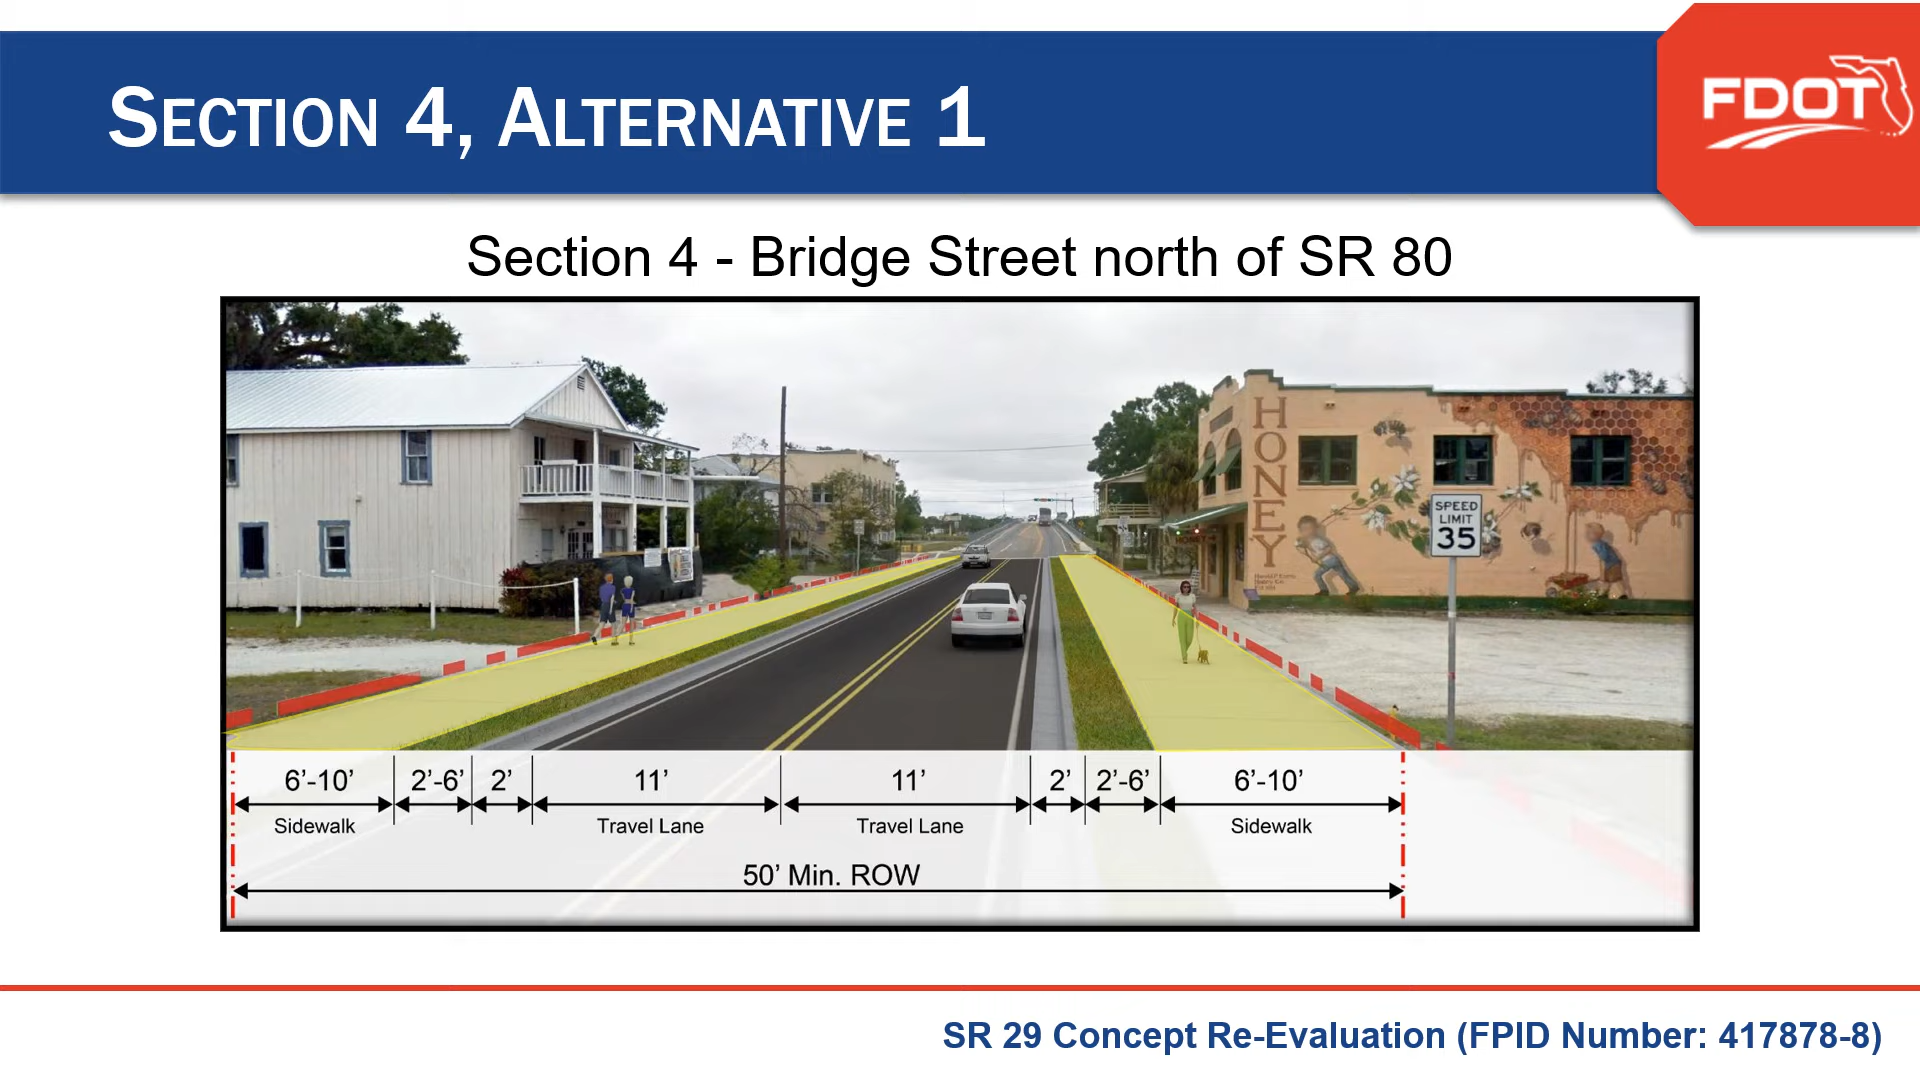 SECTION 4, ALTERNATIVE 1
FDOT
Section 4 - Bridge Street north of SR 80
HONEY
SPEED
LIMIT
35
6’-10’ 2’-6’ 2’ 11’ 11’ 2’ 2’-6’ 6’-10’
Sidewalk Travel Lane Travel Lane Sidewalk
50’ Min. ROW
SR 29 Concept Re-Evaluation (FPID Number: 417878-8)